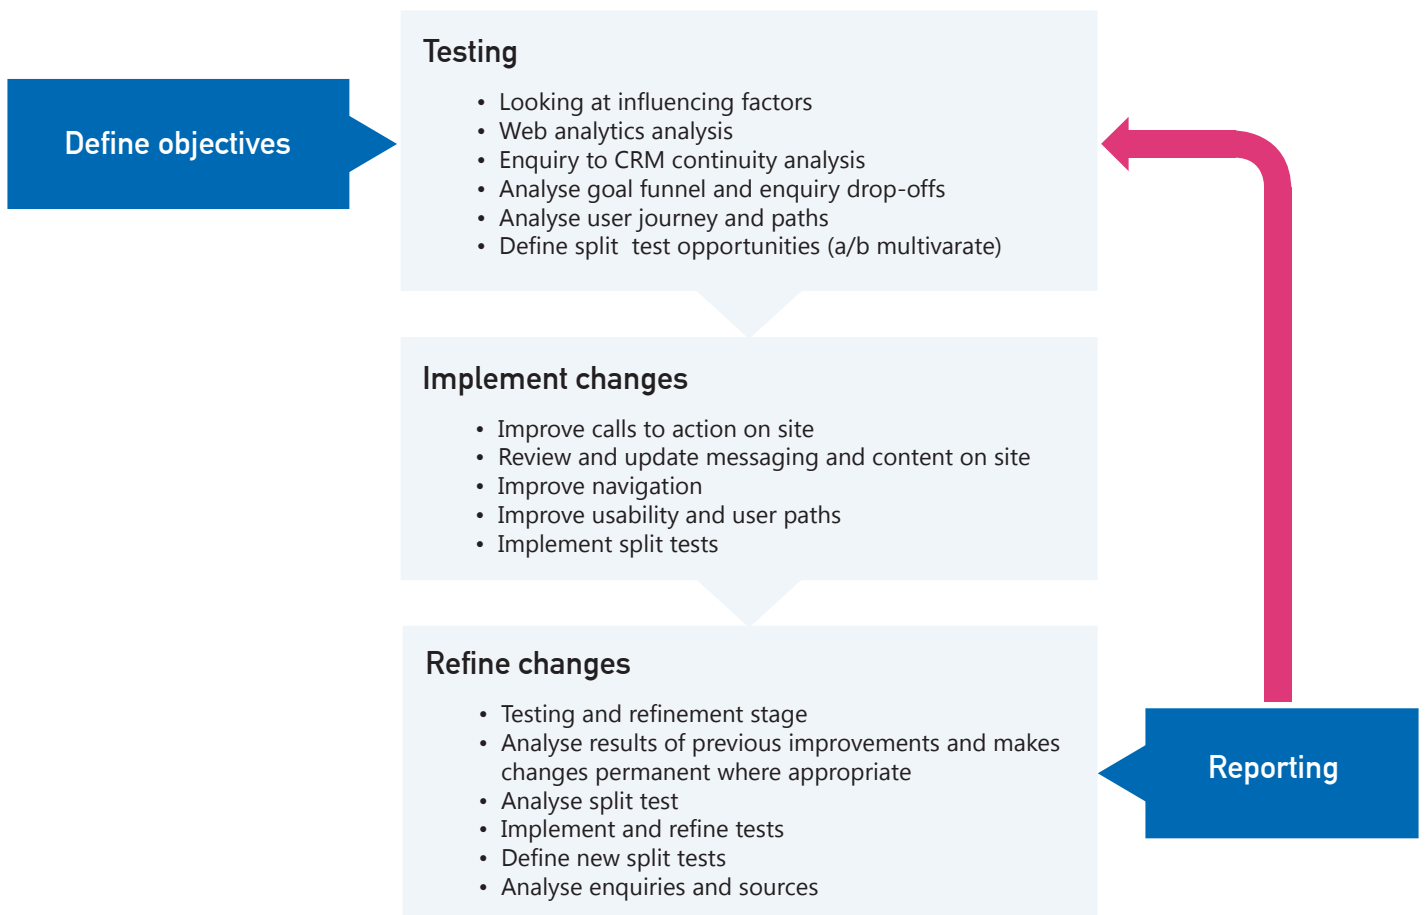 Define objectives
Testing
• Looking at influencing factors
• Web analytics analysis
• Enquiry to CRM continuity analysis
• Analyse goal funnel and enquiry drop-offs
• Analyse user journey and paths
• Define split  test opportunities (a/b multivarate)
Implement changes
• Improve calls to action on site
• Review and update messaging and content on site
• Improve navigation
• Improve usability and user paths
• Implement split tests
Refine changes
• Testing and refinement stage
• Analyse results of previous improvements and makes
changes permanent where appropriate
• Analyse split test
• Implement and refine tests
• Define new split tests
• Analyse enquiries and sources
Reporting